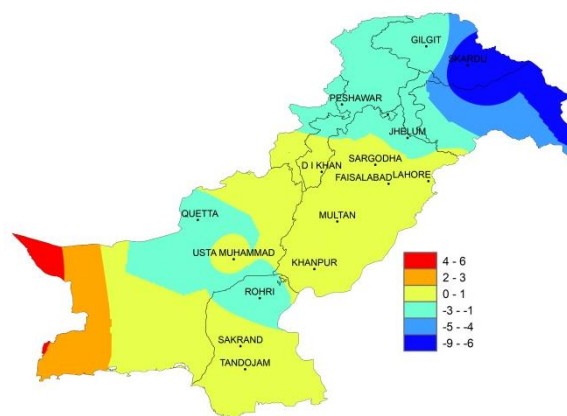 GILGIT
SKARDU
PESHAWAR
JHELUM
SARGODHA
D I KHAN
FAISALABAD
LAHORE
QUETTA
MULTAN
USTA MUHAMMAD
KHANPUR
ROHRI
SAKRAND
TANDOJAM
4 - 6
2 - 3
0 - 1
-3 - -1
-5 - -4
-9 - -6